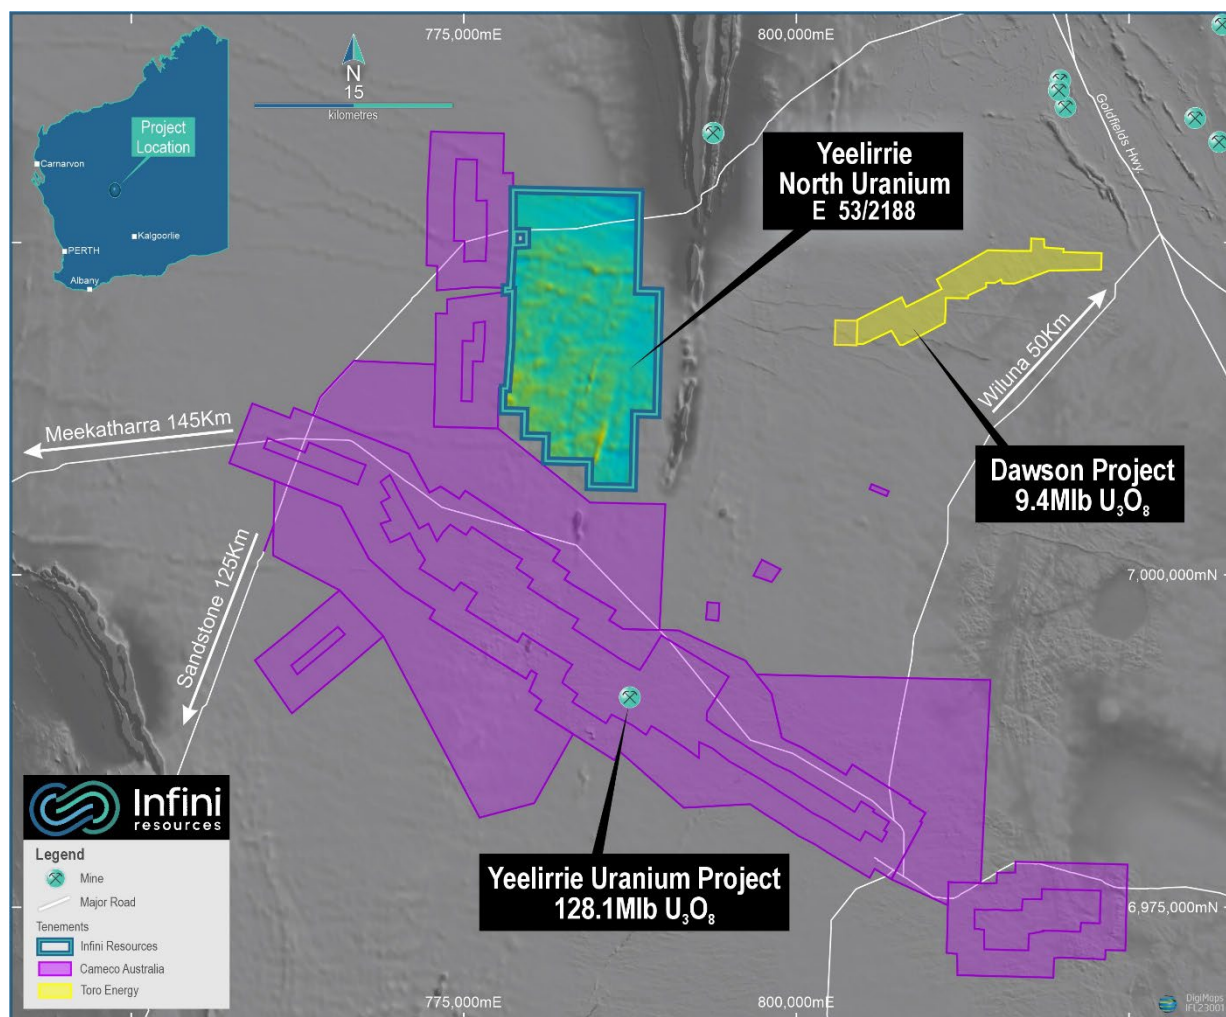 775,000mE
800,000mE
N
15
kilometres
Project
Location
Carnarvon
Kalgoorlie
PERTH
Albany
Goldfields Hwy.
Yeelirrie
North Uranium
E 53/2188
Wiluna 50Km
Meekatharra 145Km
Dawson Project
9.4Mlb U₃O₈
Sandstone 125Km
7,000,000mN
Infini
resources
Legend
Mine
Major Road
Tenements
Infini Resources
Cameco Australia
Toro Energy
Yeelirrie Uranium Project
128.1Mlb U₃O₈
6,975,000mN
775,000mE
800,000mE
DigiMaps
IFL23001